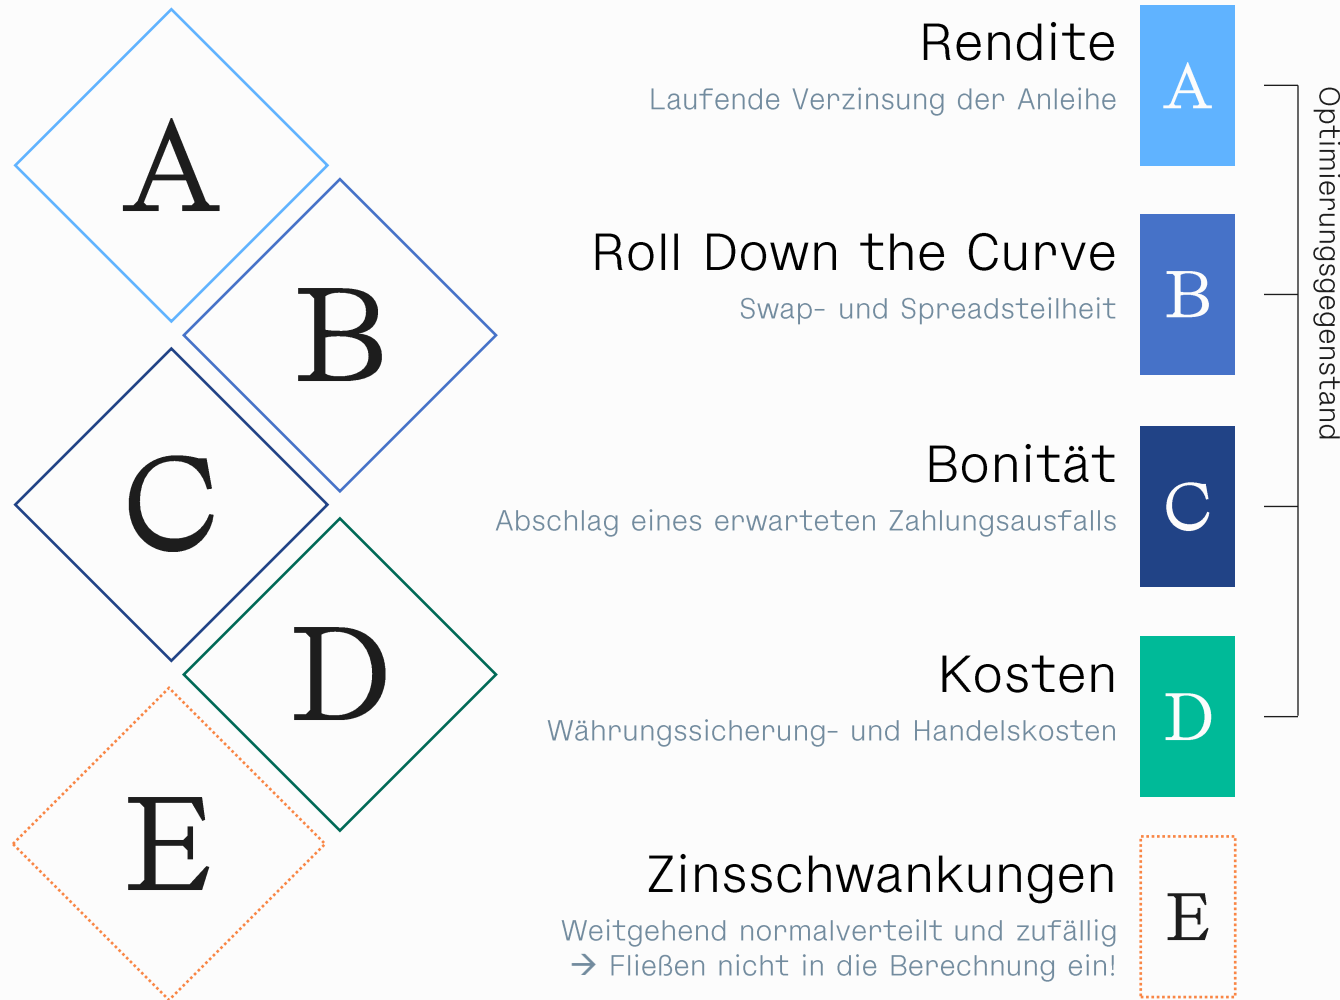 A
B
C
D
E
Rendite
Laufende Verzinsung der Anleihe
A
Roll Down the Curve
Swap- und Spreadsteilheit
B
Bonität
Abschlag eines erwarteten Zahlungsausfalls
C
Kosten
Währungssicherung- und Handelskosten
D
Zinsschwankungen
Weitgehend normalverteilt und zufällig
→ Fließen nicht in die Berechnung ein!
E
Optimierungsgegenstand